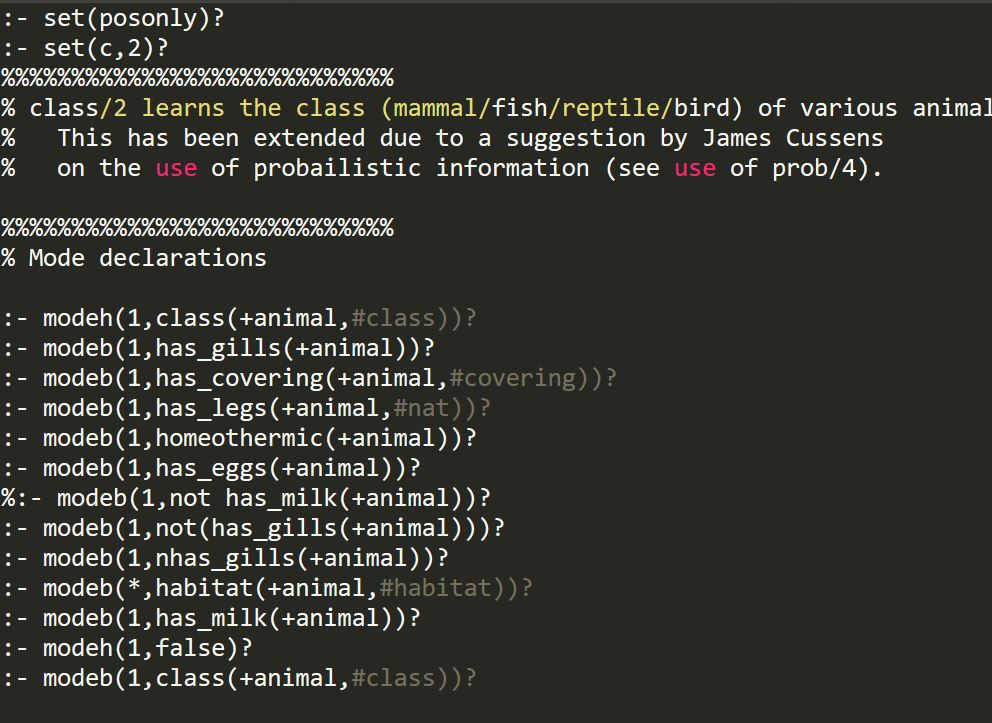 :- set(posonly)?
:- set(c,2)?
%%%%%%%%%%%%%%%%%%%%%%%%%%%%
% class/2 learns the class (mammal/fish/reptile/bird) of various animal
%   This has been extended due to a suggestion by James Cussens
%   on the use of probailistic information (see use of prob/4).
%%%%%%%%%%%%%%%%%%%%%%%%%%%%
% Mode declarations
:- modeh(1,class(+animal,#class))?
:- modeb(1,has_gills(+animal))?
:- modeb(1,has_covering(+animal,#covering))?
:- modeb(1,has_legs(+animal,#nat))?
:- modeb(1,homeothermic(+animal))?
:- modeb(1,has_eggs(+animal))?
%:- modeb(1,not has_milk(+animal))?
:- modeb(1,not(has_gills(+animal)))?
:- modeb(1,nhas_gills(+animal))?
:- modeb(*,habitat(+animal,#habitat))?
:- modeb(1,has_milk(+animal))?
:- modeh(1,false)?
:- modeb(1,class(+animal,#class))?